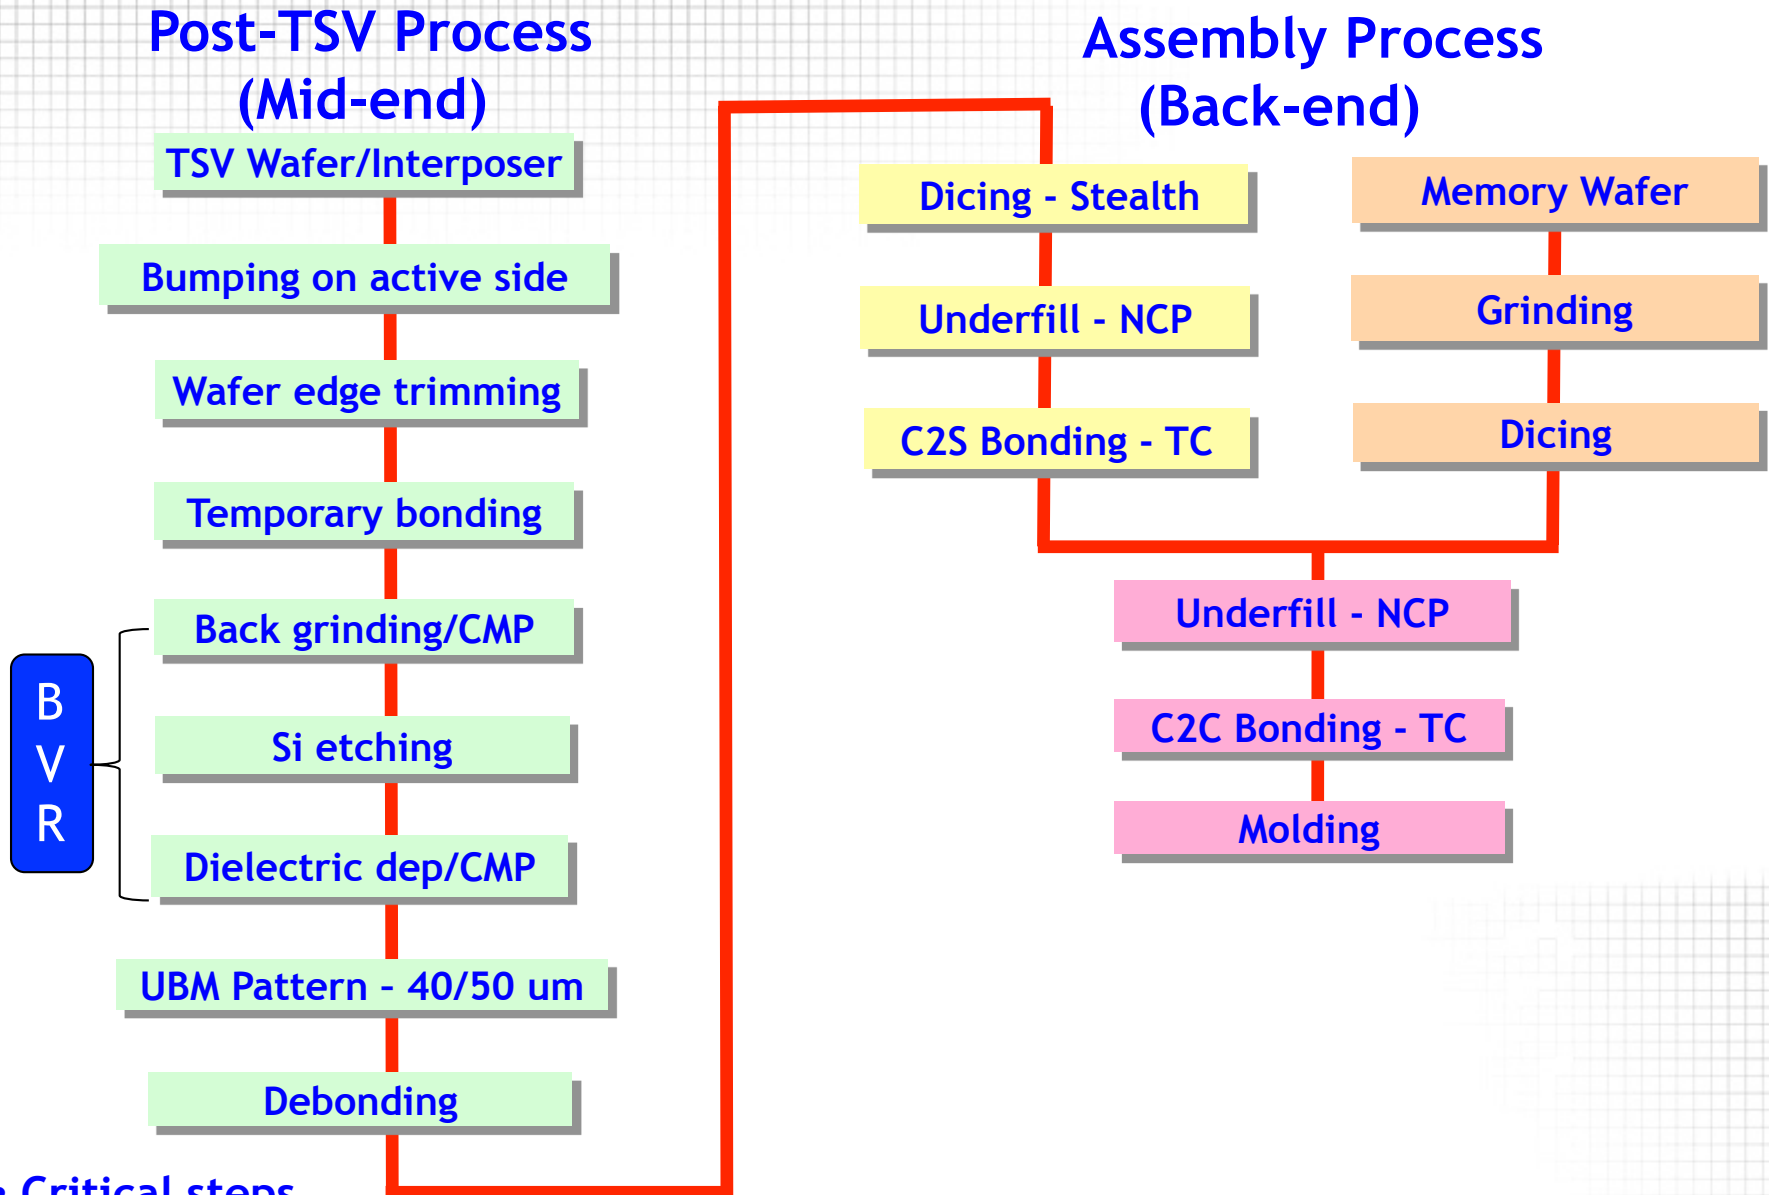 Post-TSV Process
(Mid-end)
TSV Wafer/Interposer
Bumping on active side
Wafer edge trimming
Temporary bonding
Back grinding/CMP
Si etching
Dielectric dep/CMP
B
V
R
UBM Pattern – 40/50 um
Debonding
Critical steps
Assembly Process
(Back-end)
Dicing - Stealth
Underfill - NCP
C2S Bonding - TC
Memory Wafer
Grinding
Dicing
Underfill - NCP
C2C Bonding - TC
Molding